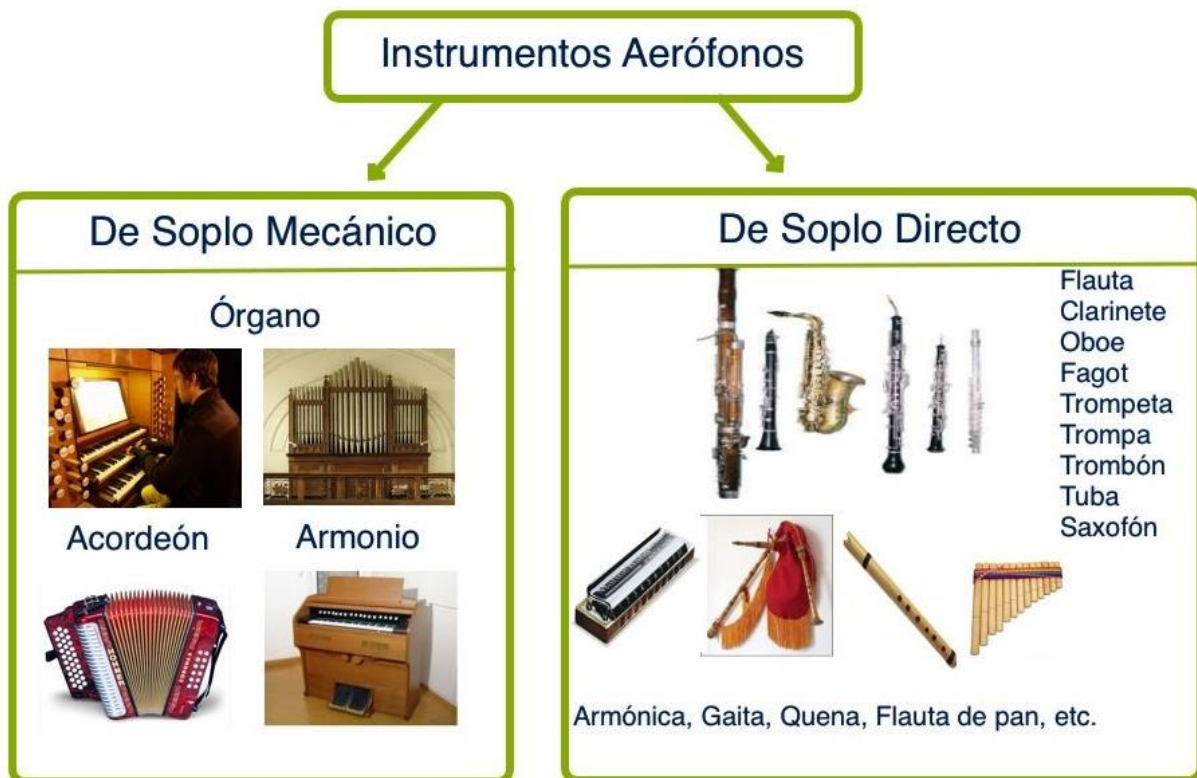 Instrumentos Aerófonos
De Soplo Mecánico
Órgano
Acordeón
Armonio
De Soplo Directo
Flauta
Clarinete
Oboe
Fagot
Trompeta
Trompa
Trombón
Tuba
Saxofón
Armónica, Gaita, Quena, Flauta de pan, etc.